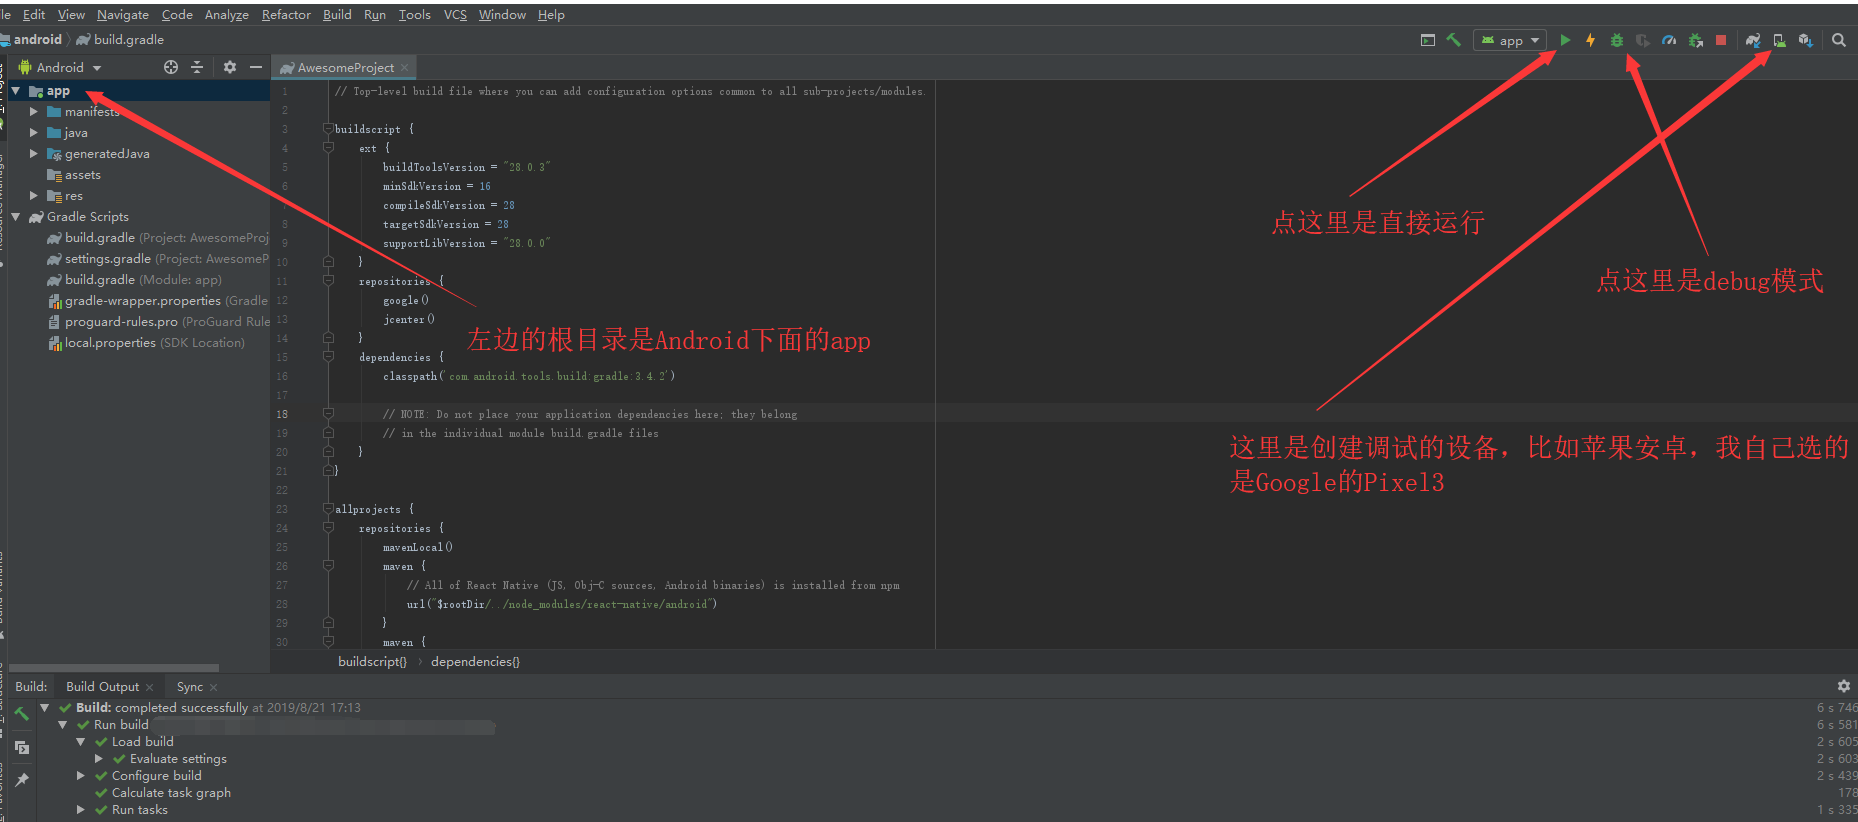 Edit View Navigate Code Analyze Refactor Build Run Tools VCS Window Help
android build.gradle app
Android AwesomeProject
app
manifests
java
generatedJava
assets
res
Gradle Scripts
build.gradle (Project: AwesomeProj
settings.gradle (Project: AwesomeP
build.gradle (Module: app)
gradle-wrapper.properties (Gradle
proguard-rules.pro (ProGuard Rule
local.properties (SDK Location)
1 // Top-level build file where you can add configuration options common to all sub-projects/modules.
2
3 buildscript {
4 ext {
5 buildToolsVersion = "28.0.3"
6 minSdkVersion = 16
7 compileSdkVersion = 28
8 targetSdkVersion = 28
9 supportLibVersion = "28.0.0"
10 }
11 repositories {
12 google()
13 jcenter()
14 }
15 dependencies {
16 classpath('com.android.tools.build:gradle:3.4.2')
17
18 // NOTE: Do not place your application dependencies here; they belong
19 // in the individual module build.gradle files
20 }
21 }
22
23 allprojects {
24 repositories {
25 mavenLocal()
26 maven {
27 // All of React Native (JS, Obj-C sources, Android binaries) is installed from npm
28 url("$rootDir/../node_modules/react-native/android")
29 }
30 maven {
buildscript{} › dependencies{}
点这里是直接运行
点这里是debug模式
左边的根目录是Android下面的app
这里是创建调试的设备，比如苹果安卓，我自己选的
是Google的Pixel3
Build: Build Output Sync
Build: completed successfully at 2019/8/21 17:13 6 s 746
Run build 6 s 581
Load build 2 s 605
Evaluate settings 2 s 603
Configure build 2 s 439
Calculate task graph 178
Run tasks 1 s 335